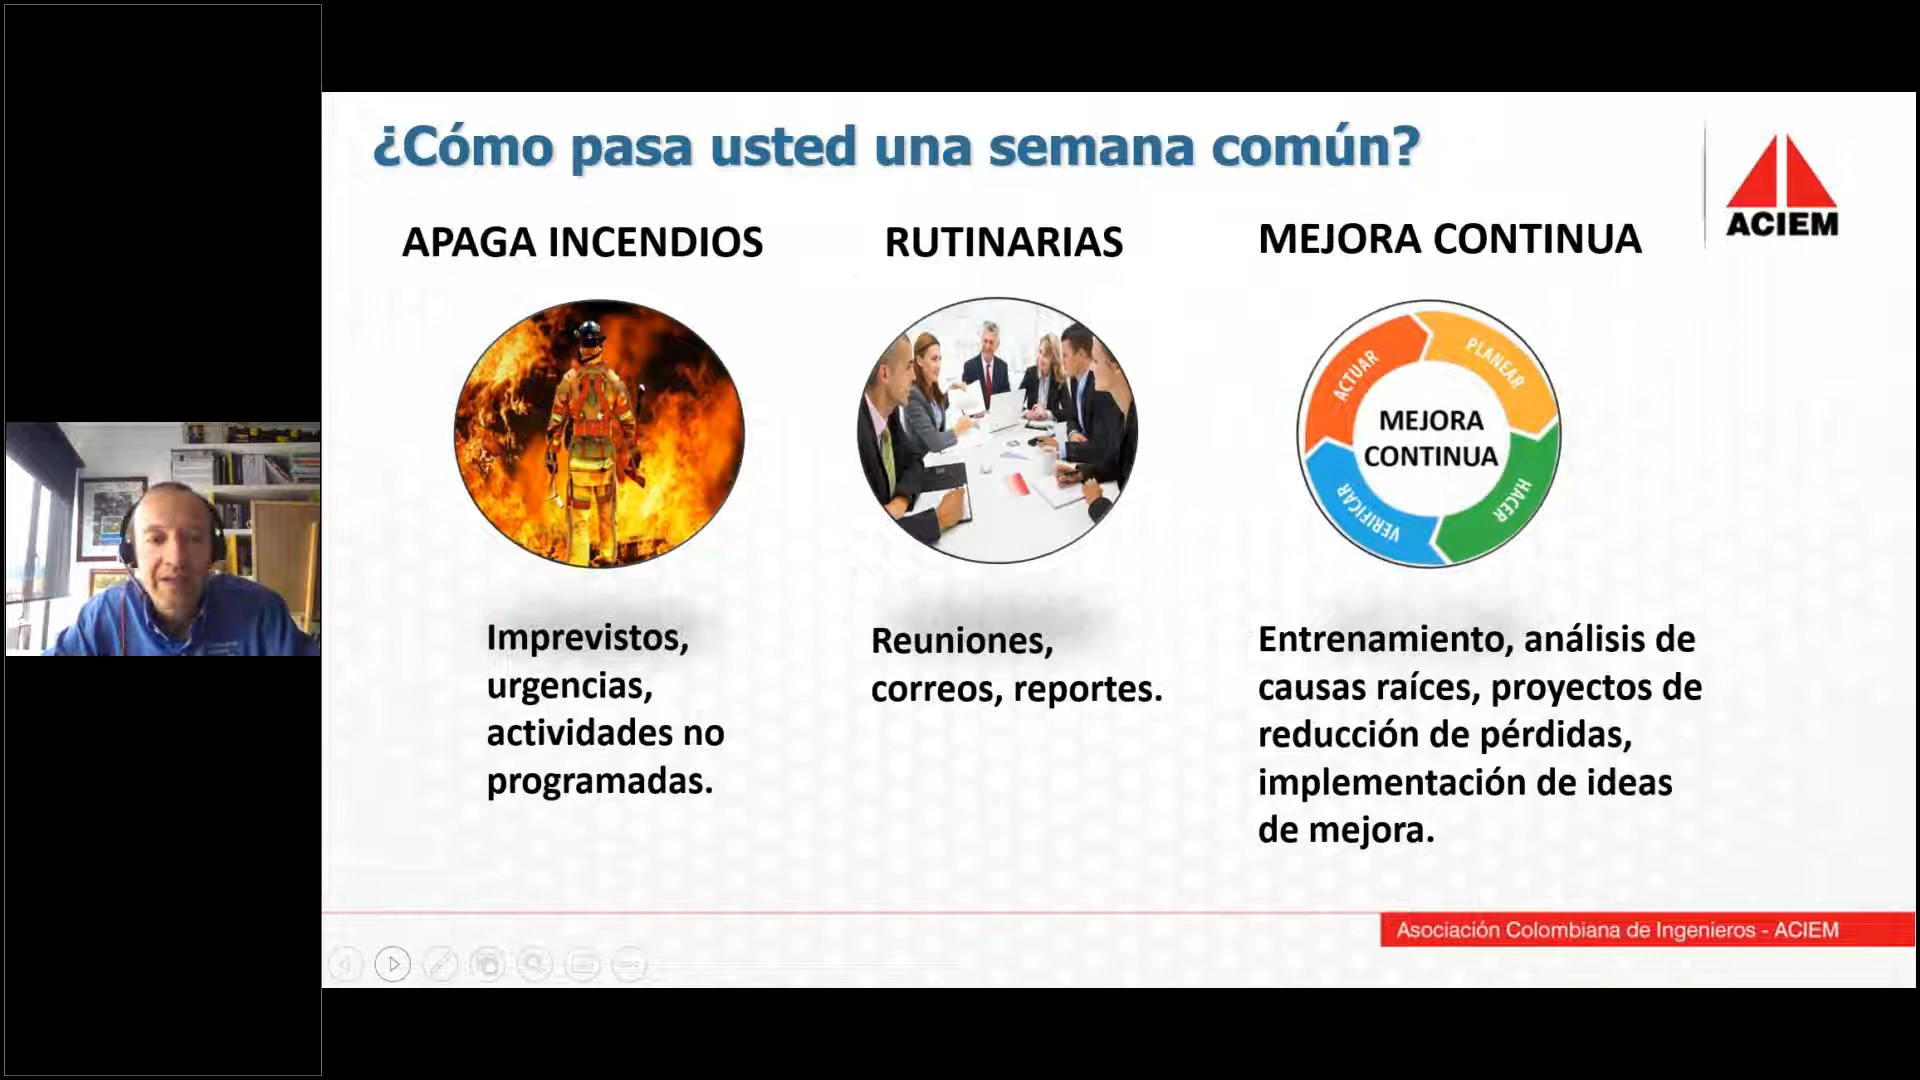 ¿Cómo pasa usted una semana común?
ACIEM
APAGA INCENDIOS
RUTINARIAS
MEJORA CONTINUA
ACTUAR
PLANEAR
MEJORA
CONTINUA
VERIFICAR
HACER
Imprevistos,
urgencias,
actividades no
programadas.
Reuniones,
correos, reportes.
Entrenamiento, análisis de
causas raíces, proyectos de
reducción de pérdidas,
implementación de ideas
de mejora.
Asociación Colombiana de Ingenieros - ACIEM